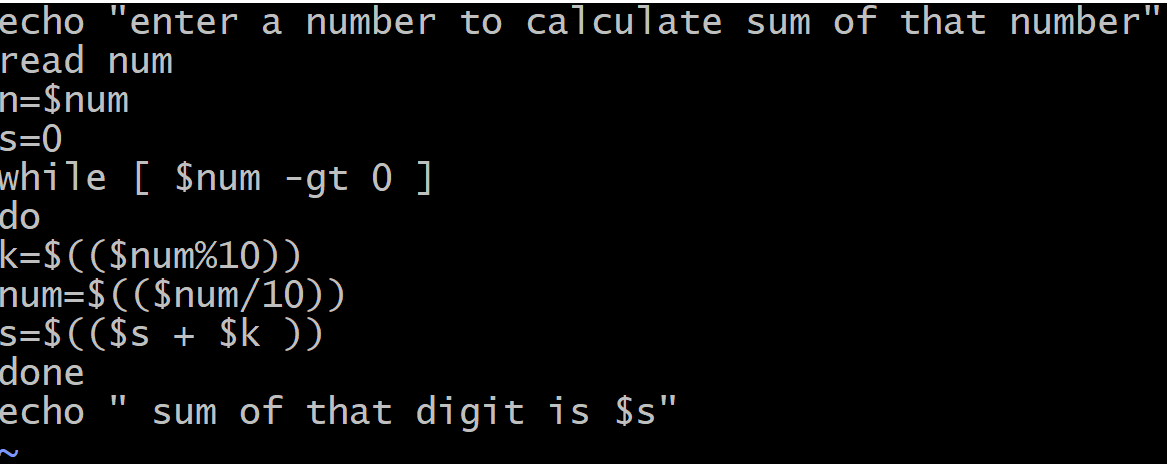 echo "enter a number to calculate sum of that number"
read num
n=$num
s=0
while [ $num -gt 0 ]
do
k=$(($num%10))
num=$(($num/10))
s=$(($s + $k ))
done
echo " sum of that digit is $s"
~